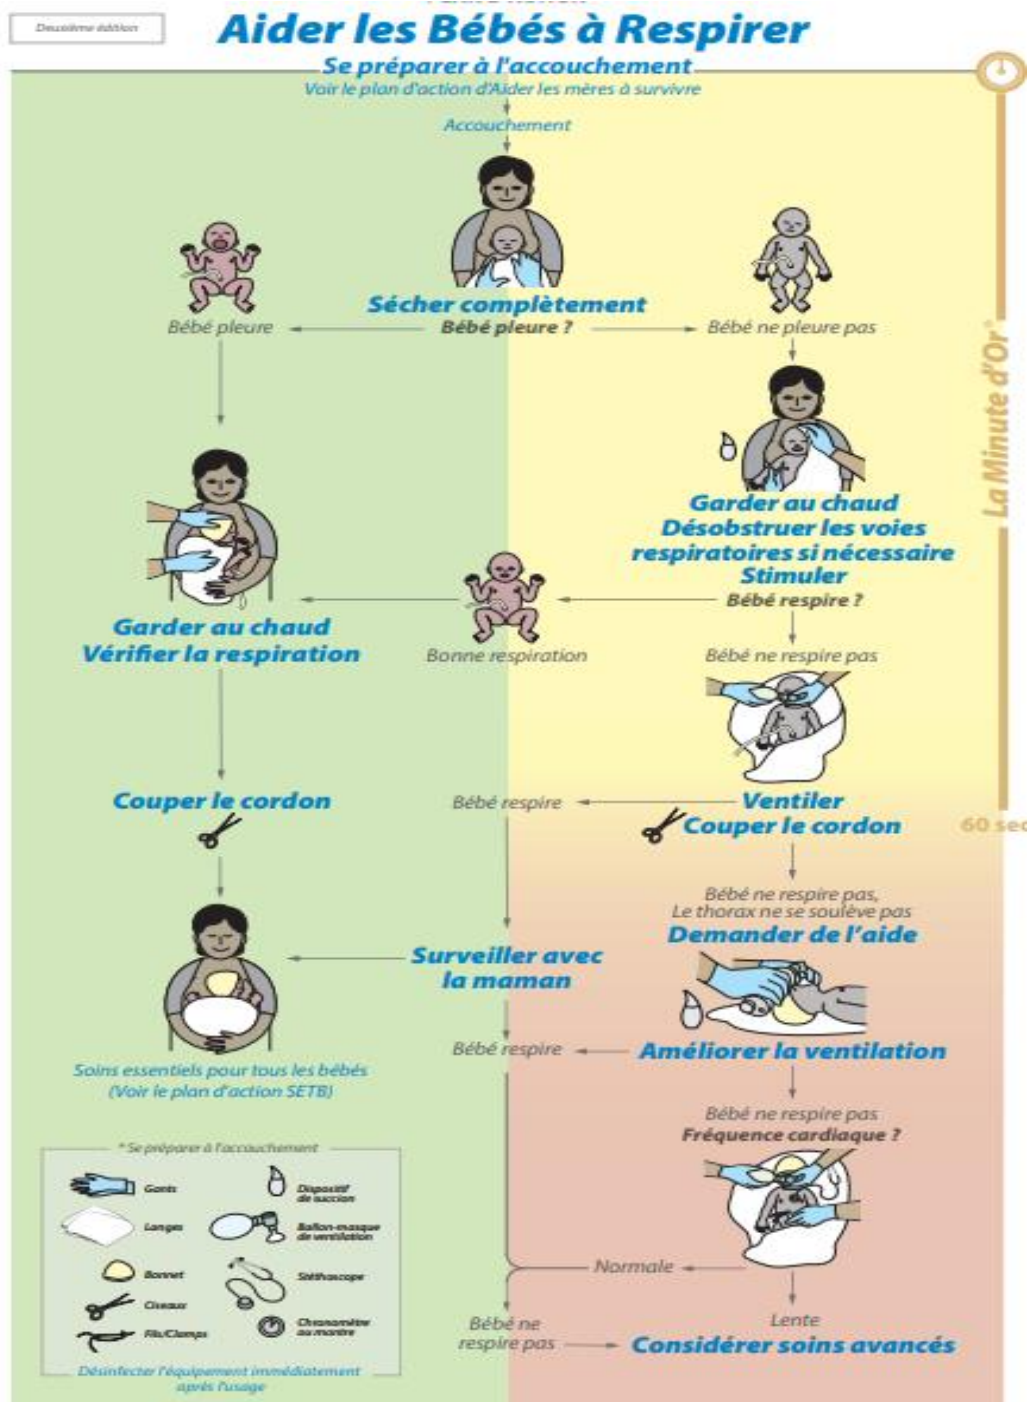 Deuxième édition
Aider les Bébés à Respirer
Se préparer à l'accouchement
Voir le plan d'action d'Aider les mères à survivre
Accouchement
Sécher complètement
Bébé pleure
Bébé pleure ?
Bébé ne pleure pas
La Minute d'Or®
Garder au chaud
Désobstruer les voies
respiratoires si nécessaire
Stimuler
Bébé respire ?
Garder au chaud
Vérifier la respiration
Bonne respiration
Bébé ne respire pas
Couper le cordon
Bébé respire
Ventiler
Couper le cordon
60 sec
Bébé ne respire pas,
Le thorax ne se soulève pas
Demander de l'aide
Surveiller avec
la maman
Bébé respire
Améliorer la ventilation
Soins essentiels pour tous les bébés
(Voir le plan d'action SETB)
Bébé ne respire pas
Fréquence cardiaque ?
* Se préparer à l'accouchement
Gants
Dispositif
de succion
Langes
Ballon-masque
de ventilation
Bonnet
Stéthoscope
Ciseaux
Fils/Clamps
Chronomètre
ou montre
Désinfecter l'équipement immédiatement
après l'usage
Normale
Lente
Bébé ne
respire pas
Considérer soins avancés